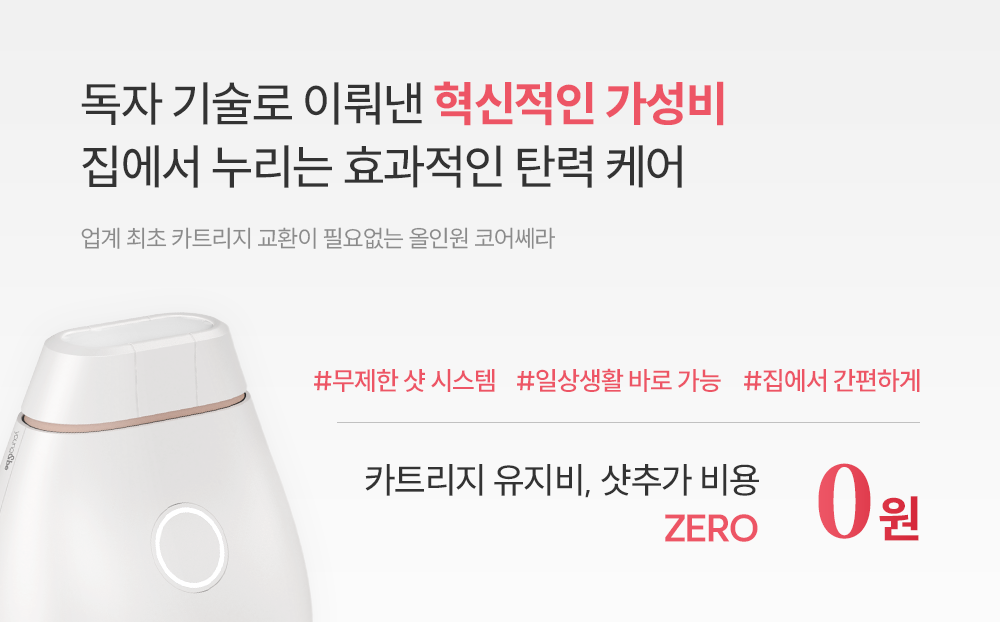 독자 기술로 이뤄낸 혁신적인 가성비
집에서 누리는 효과적인 탄력 케어
업계 최초 카트리지 교환이 필요없는 올인원 코어쎄라
#무제한 샷 시스템 #일상생활 바로 가능 #집에서 간편하게
카트리지 유지비, 샷추가 비용
ZERO
0원